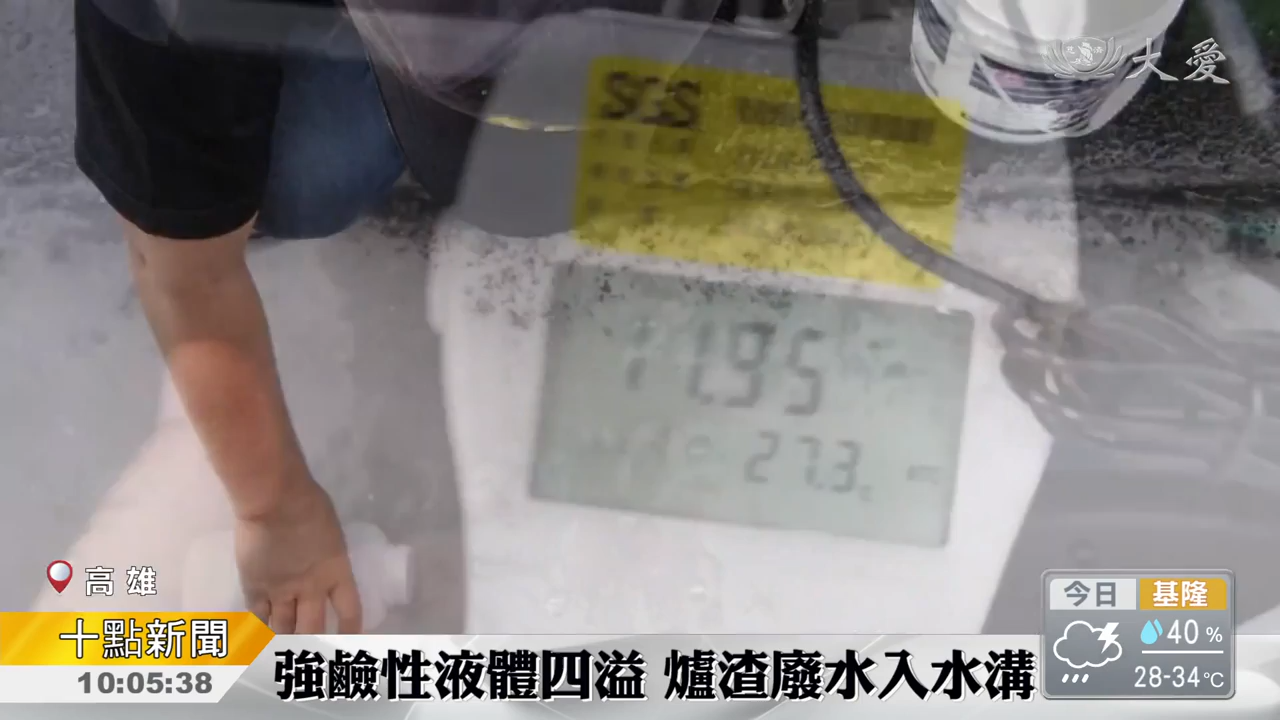 大愛
SGS
11.95
27.3
高雄
十點新聞
10:05:38
強鹼性液體四溢 爐渣廢水入水溝
今日 基隆
40 %
28-34°C